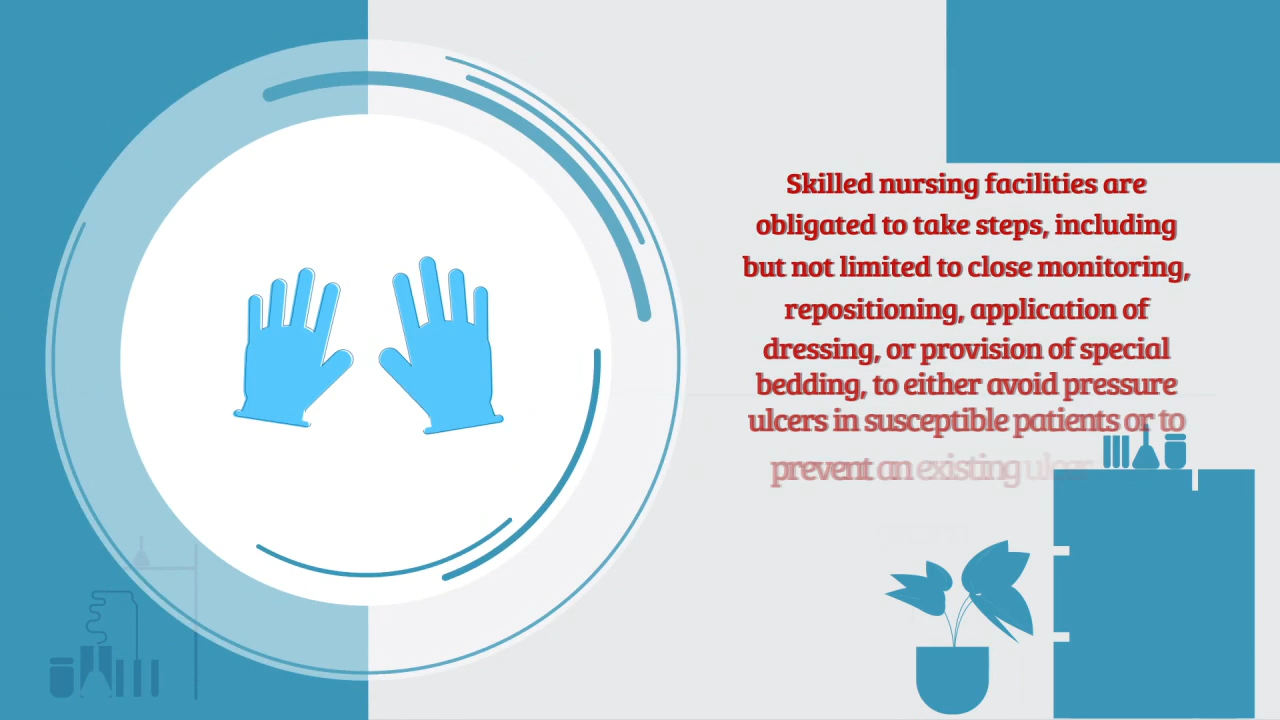 Skilled nursing facilities are
obligated to take steps, including
but not limited to close monitoring,
repositioning, application of
dressing, or provision of special
bedding, to either avoid pressure
ulcers in susceptible patients or to
prevent an existing ulcer